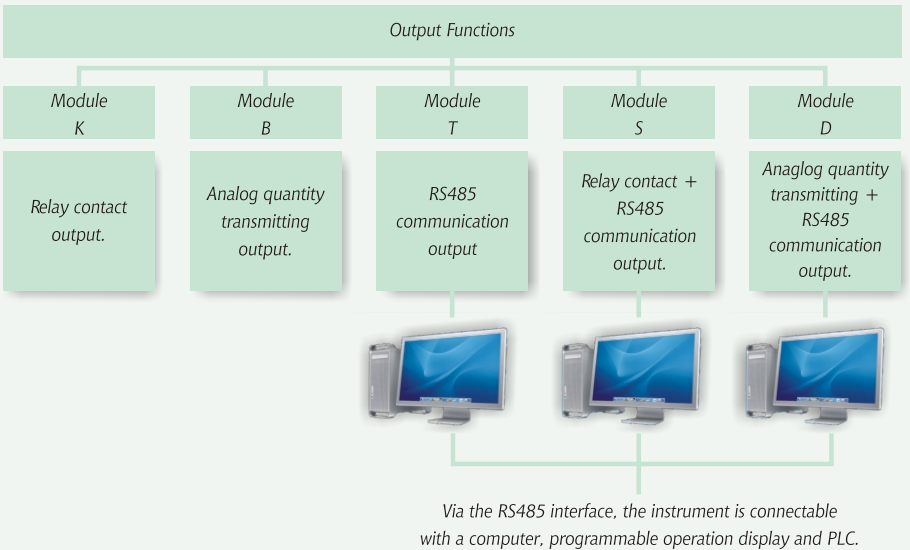 Output Functions
Module
K
Module
B
Module
T
Module
S
Module
D
Relay contact
output.
Analog quantity
transmitting
output.
RS485
communication
output
Relay contact +
RS485
communication
output.
Anaglog quantity
transmitting +
RS485
communication
output.
Via the RS485 interface, the instrument is connectable
with a computer, programmable operation display and PLC.